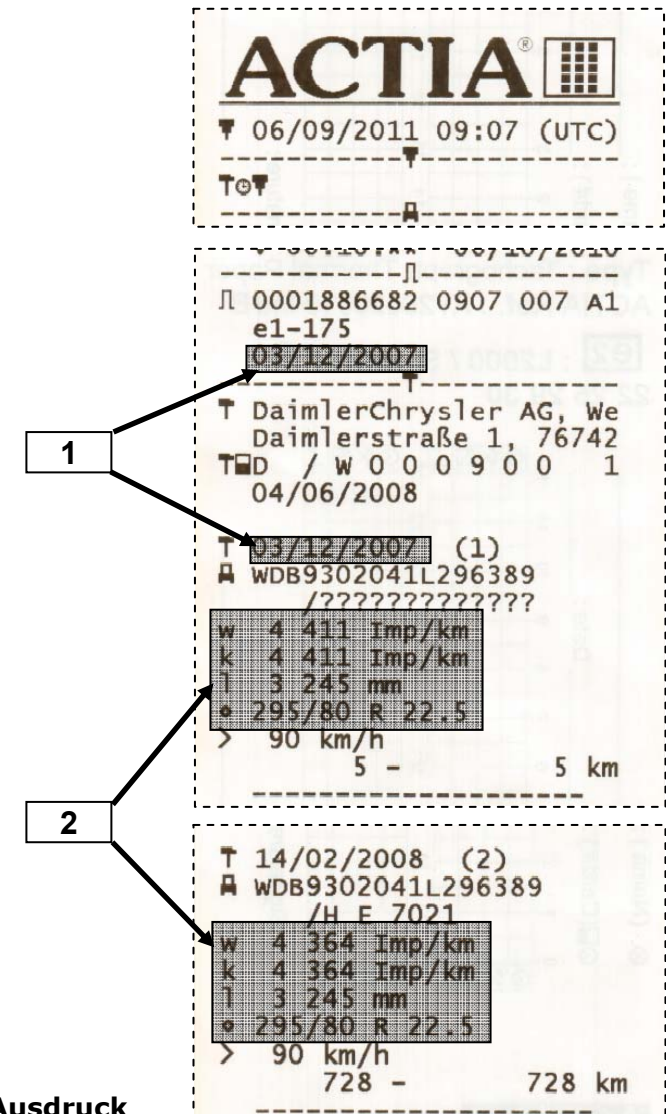 ACTIA®
06/09/2011 09:07 (UTC)
0001886682 0907 007 A1
e1-175
03/12/2007
DaimlerChrysler AG, We
Daimlerstraße 1, 76742
D / W 0 0 0 9 0 0 1
04/06/2008
1
03/12/2007 (1)
WDB9302041L296389
/?????????????
w 4 411 Imp/km
k 4 411 Imp/km
l 3 245 mm
295/80 R 22.5
> 90 km/h
5 - 5 km
2
14/02/2008 (2)
WDB9302041L296389
/H E 7021
w 4 364 Imp/km
k 4 364 Imp/km
l 3 245 mm
295/80 R 22.5
> 90 km/h
728 - 728 km
Ausdruck